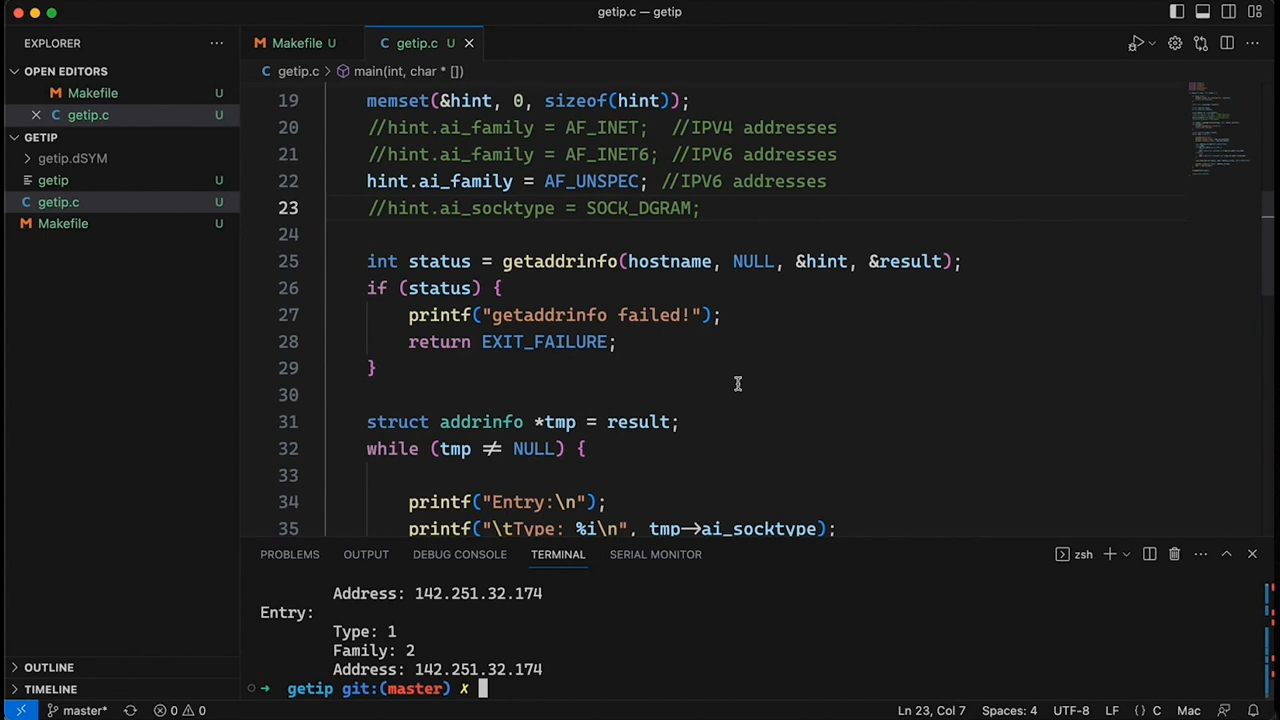 getip.c — getip
EXPLORER
Makefile U
getip.c U
OPEN EDITORS
getip.c
main(int, char * [])
Makefile U
getip.c U
GETIP
getip.dSYM
getip U
getip.c U
Makefile U
19 memset(&hint, 0, sizeof(hint));
20 //hint.ai_family = AF_INET; //IPV4 addresses
21 //hint.ai_family = AF_INET6; //IPV6 addresses
22 hint.ai_family = AF_UNSPEC; //IPV6 addresses
23 //hint.ai_socktype = SOCK_DGRAM;
24
25 int status = getaddrinfo(hostname, NULL, &hint, &result);
26 if (status) {
27 printf("getaddrinfo failed!");
28 return EXIT_FAILURE;
29 }
30
31 struct addrinfo *tmp = result;
32 while (tmp ≠ NULL) {
33
34 printf("Entry:\n");
35 printf("\tType: %i\n", tmp→ai_socktype);
PROBLEMS OUTPUT DEBUG CONSOLE TERMINAL SERIAL MONITOR
zsh
Address: 142.251.32.174
Entry:
Type: 1
Family: 2
Address: 142.251.32.174
➜ getip git:(master) ✗
OUTLINE
TIMELINE
master* 0 0 Ln 23, Col 7 Spaces: 4 UTF-8 LF {} C Mac